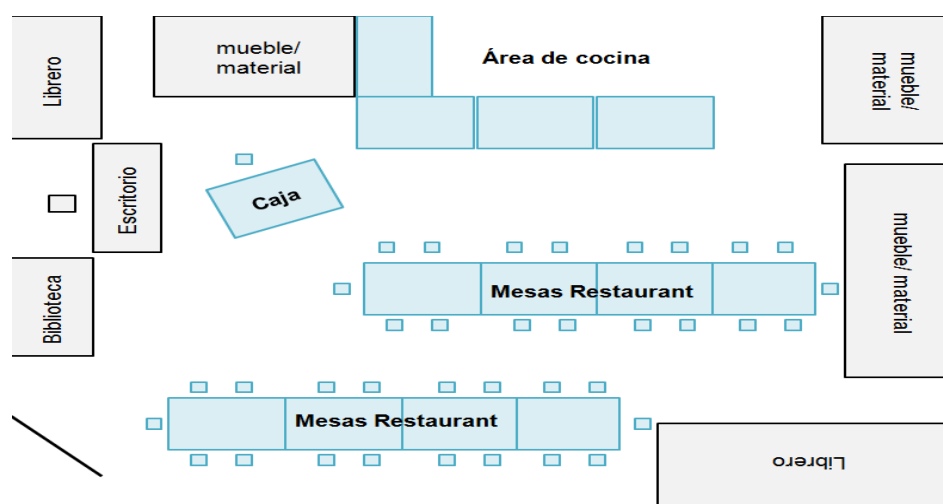 Librero
mueble/
material
Área de cocina
mueble/
material
Escritorio
Caja
mueble/ material
Biblioteca
Mesas Restaurant
Mesas Restaurant
Librero